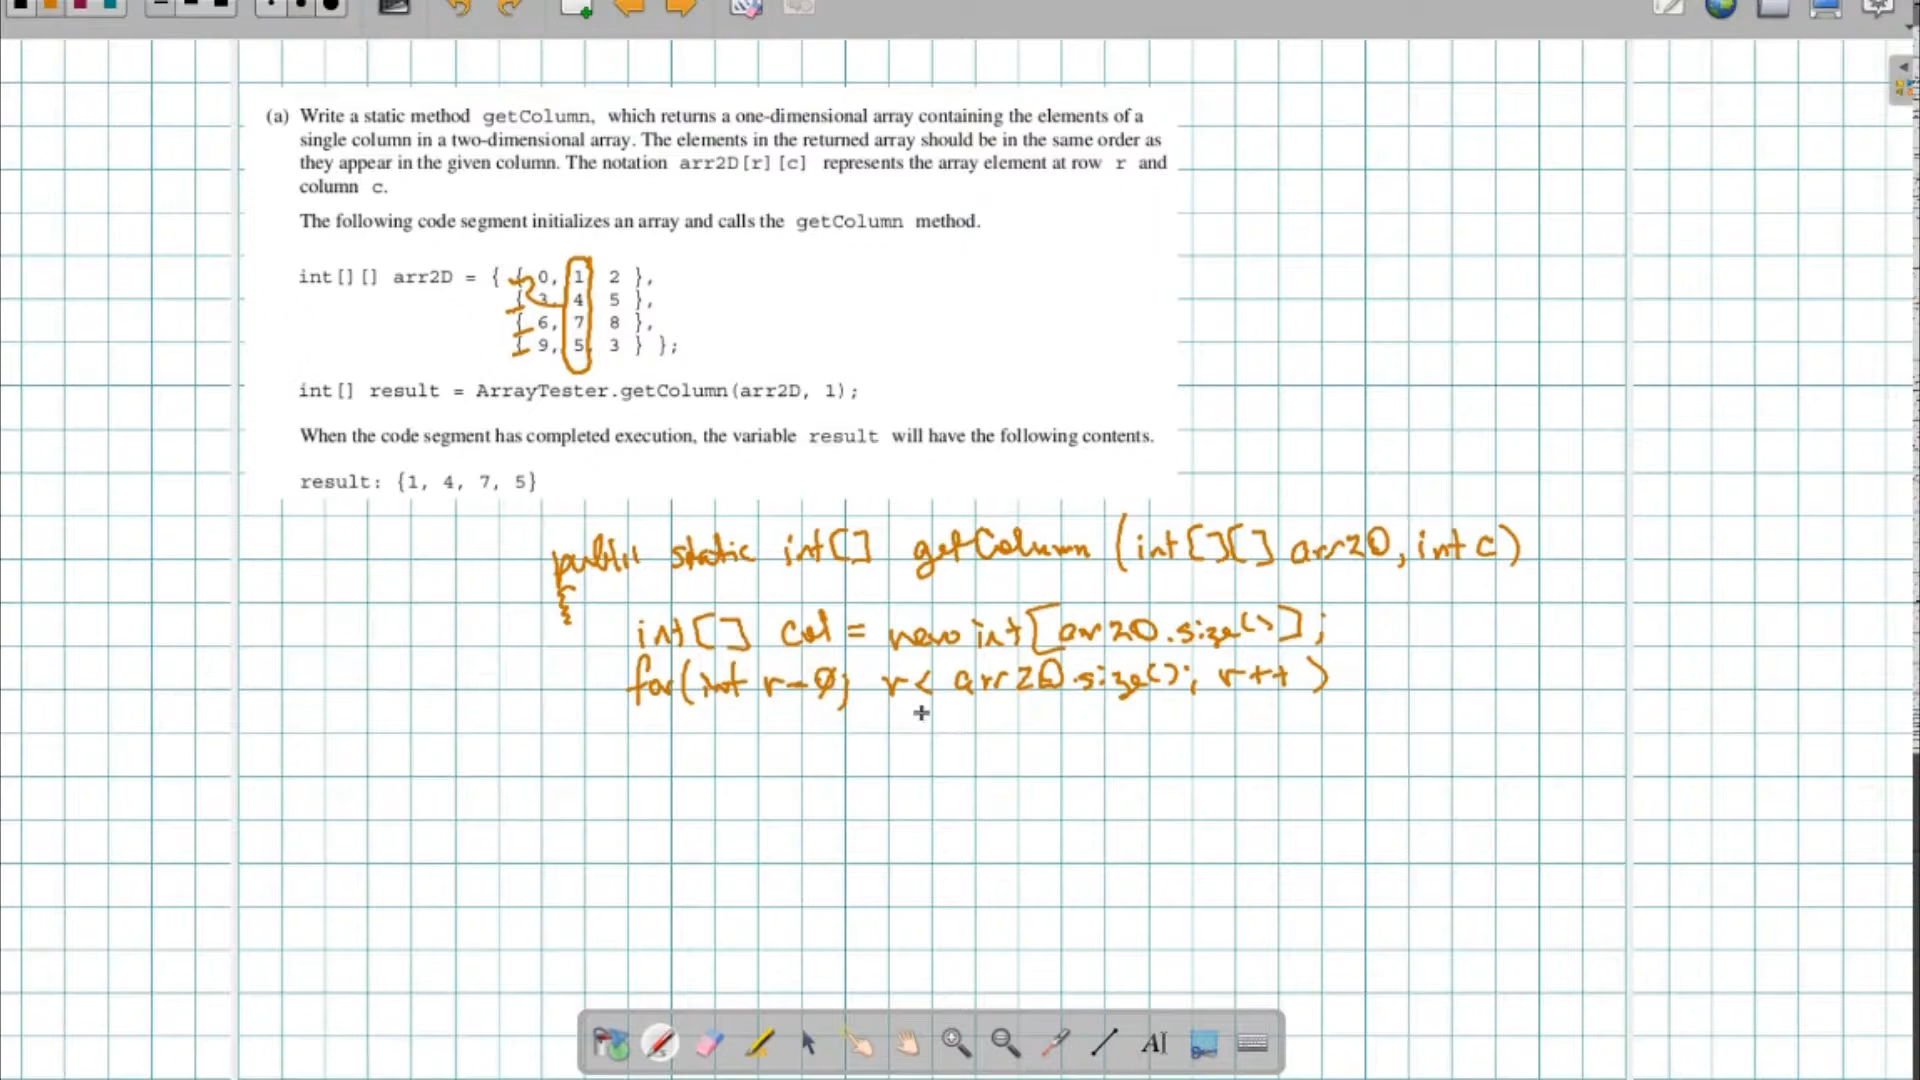 (a) Write a static method getColumn, which returns a one-dimensional array containing the elements of a
single column in a two-dimensional array. The elements in the returned array should be in the same order as
they appear in the given column. The notation arr2D[r][c] represents the array element at row r and
column c.
The following code segment initializes an array and calls the getColumn method.
int[][] arr2D = { { 0, 1, 2 },
{ 3, 4, 5 },
{ 6, 7, 8 },
{ 9, 5, 3 } };
int[] result = ArrayTester.getColumn(arr2D, 1);
When the code segment has completed execution, the variable result will have the following contents.
result: {1, 4, 7, 5}
public static int[] getColumn (int[][] arr2D, int c)
{
int[] col = new int[arr2D.size()];
for(int r=0; r< arr2D.size(); r++)
AI